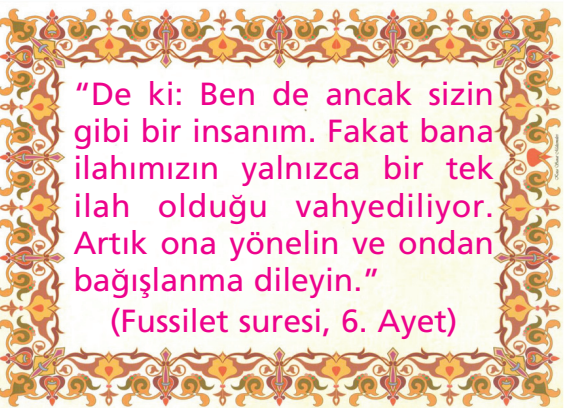 “De ki: Ben de ancak sizin
gibi bir insanım. Fakat bana
ilahımızın yalnızca bir tek
ilah olduğu vahyediliyor.
Artık ona yönelin ve ondan
bağışlanma dileyin.”
(Fussilet suresi, 6. Ayet)